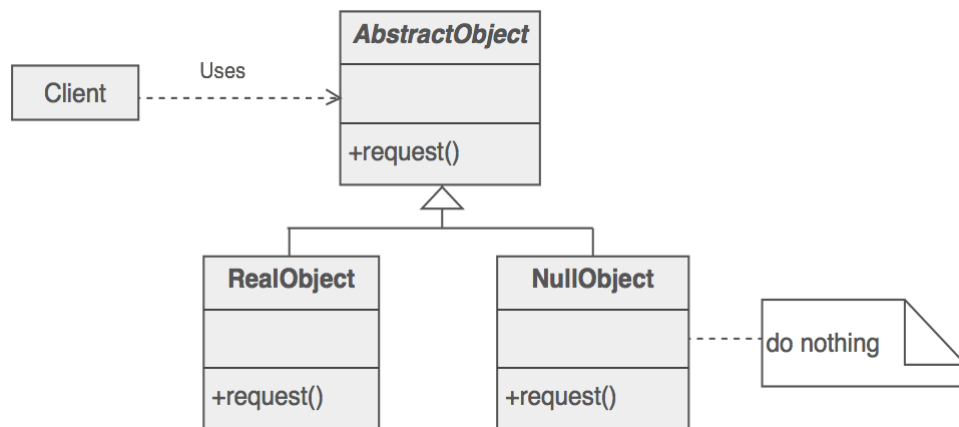 AbstractObject
Uses
Client
+request()
RealObject
NullObject
do nothing
+request()
+request()